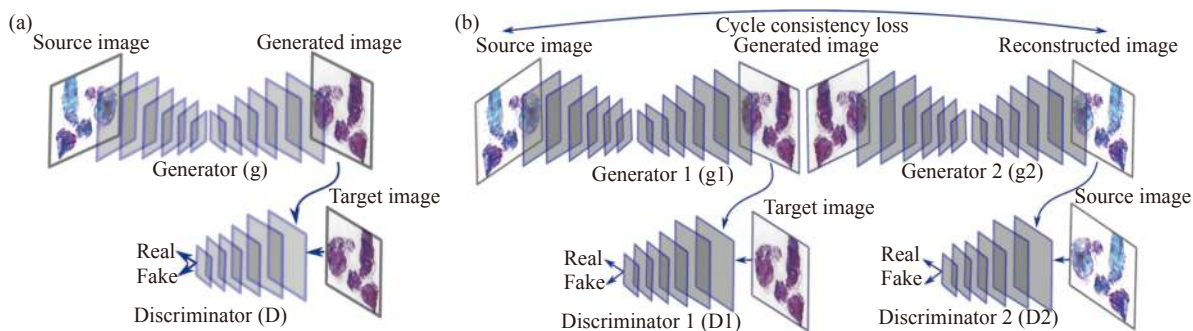 (a)
Source image
Generated image
Generator (g)
Target image
Real
Fake
Discriminator (D)
(b)
Cycle consistency loss
Source image
Generated image
Reconstructed image
Generator 1 (g1)
Generator 2 (g2)
Target image
Source image
Real
Fake
Real
Fake
Discriminator 1 (D1)
Discriminator 2 (D2)